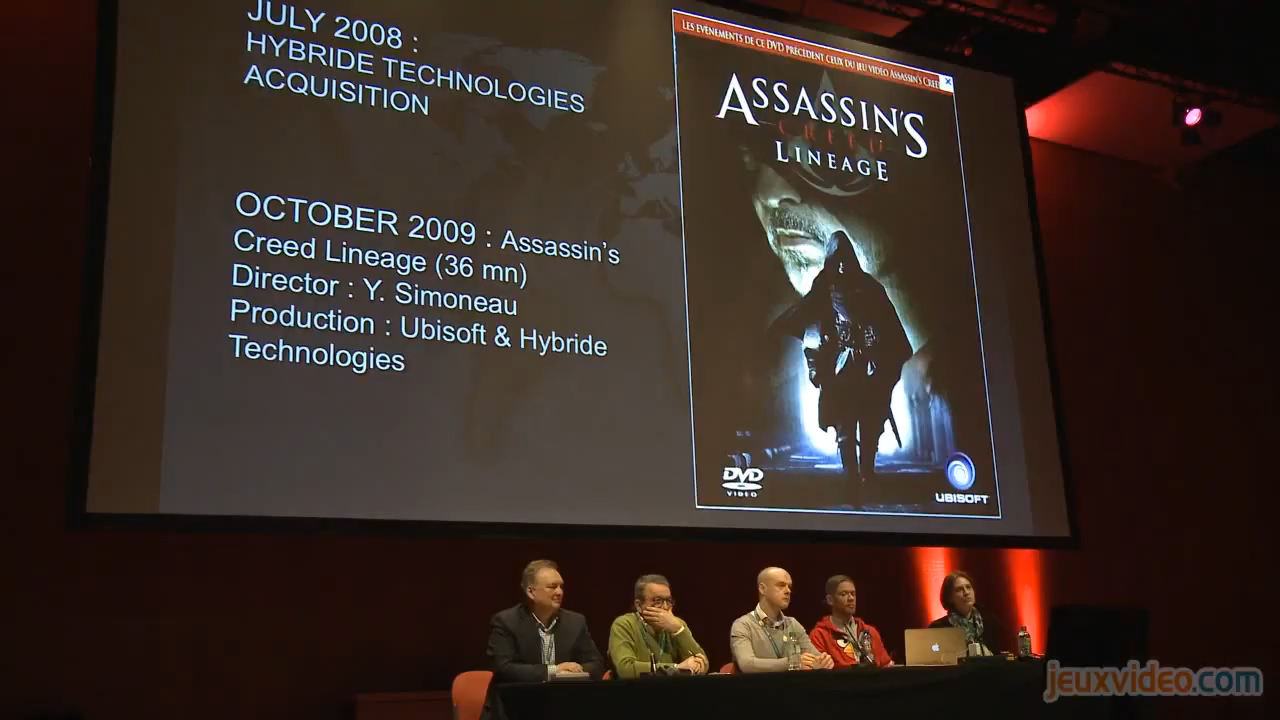 JULY 2008 :
HYBRIDE TECHNOLOGIES
ACQUISITION
OCTOBER 2009 : Assassin's
Creed Lineage (36 mn)
Director : Y. Simoneau
Production : Ubisoft & Hybride
Technologies
LES EVENEMENTS DE CE DVD PRÉCÈDENT CEUX DU JEU VIDÉO ASSASSIN'S CREED
ASSASSIN'S
CREED
LINEAGE
DVD
VIDEO
UBISOFT
jeuxvideo.com